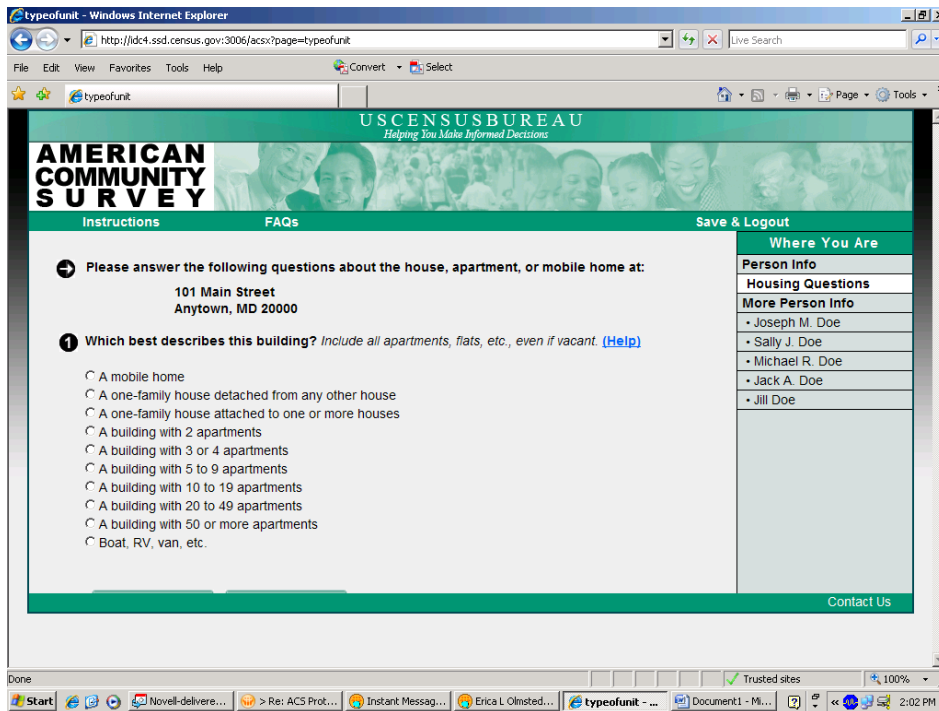 typeofunit - Windows Internet Explorer
http://idc4.ssd.census.gov:3006/acsx?page=typeofunit
Live Search
File Edit View Favorites Tools Help
Convert Select
typeofunit
Page Tools
USCENSUSBUREAU
Helping You Make Informed Decisions
AMERICAN
COMMUNITY
SURVEY
Instructions FAQs Save & Logout
Where You Are
Person Info
Housing Questions
More Person Info
• Joseph M. Doe
• Sally J. Doe
• Michael R. Doe
• Jack A. Doe
• Jill Doe
Please answer the following questions about the house, apartment, or mobile home at:
101 Main Street
Anytown, MD 20000
1 Which best describes this building? Include all apartments, flats, etc., even if vacant. (Help)
A mobile home
A one-family house detached from any other house
A one-family house attached to one or more houses
A building with 2 apartments
A building with 3 or 4 apartments
A building with 5 to 9 apartments
A building with 10 to 19 apartments
A building with 20 to 49 apartments
A building with 50 or more apartments
Boat, RV, van, etc.
Contact Us
Done Trusted sites 100%
Start Novell-delivere... > Re: ACS Prot... Instant Messag... Erica L Olmsted... typeofunit - ... Document1 - Mi... 2:02 PM